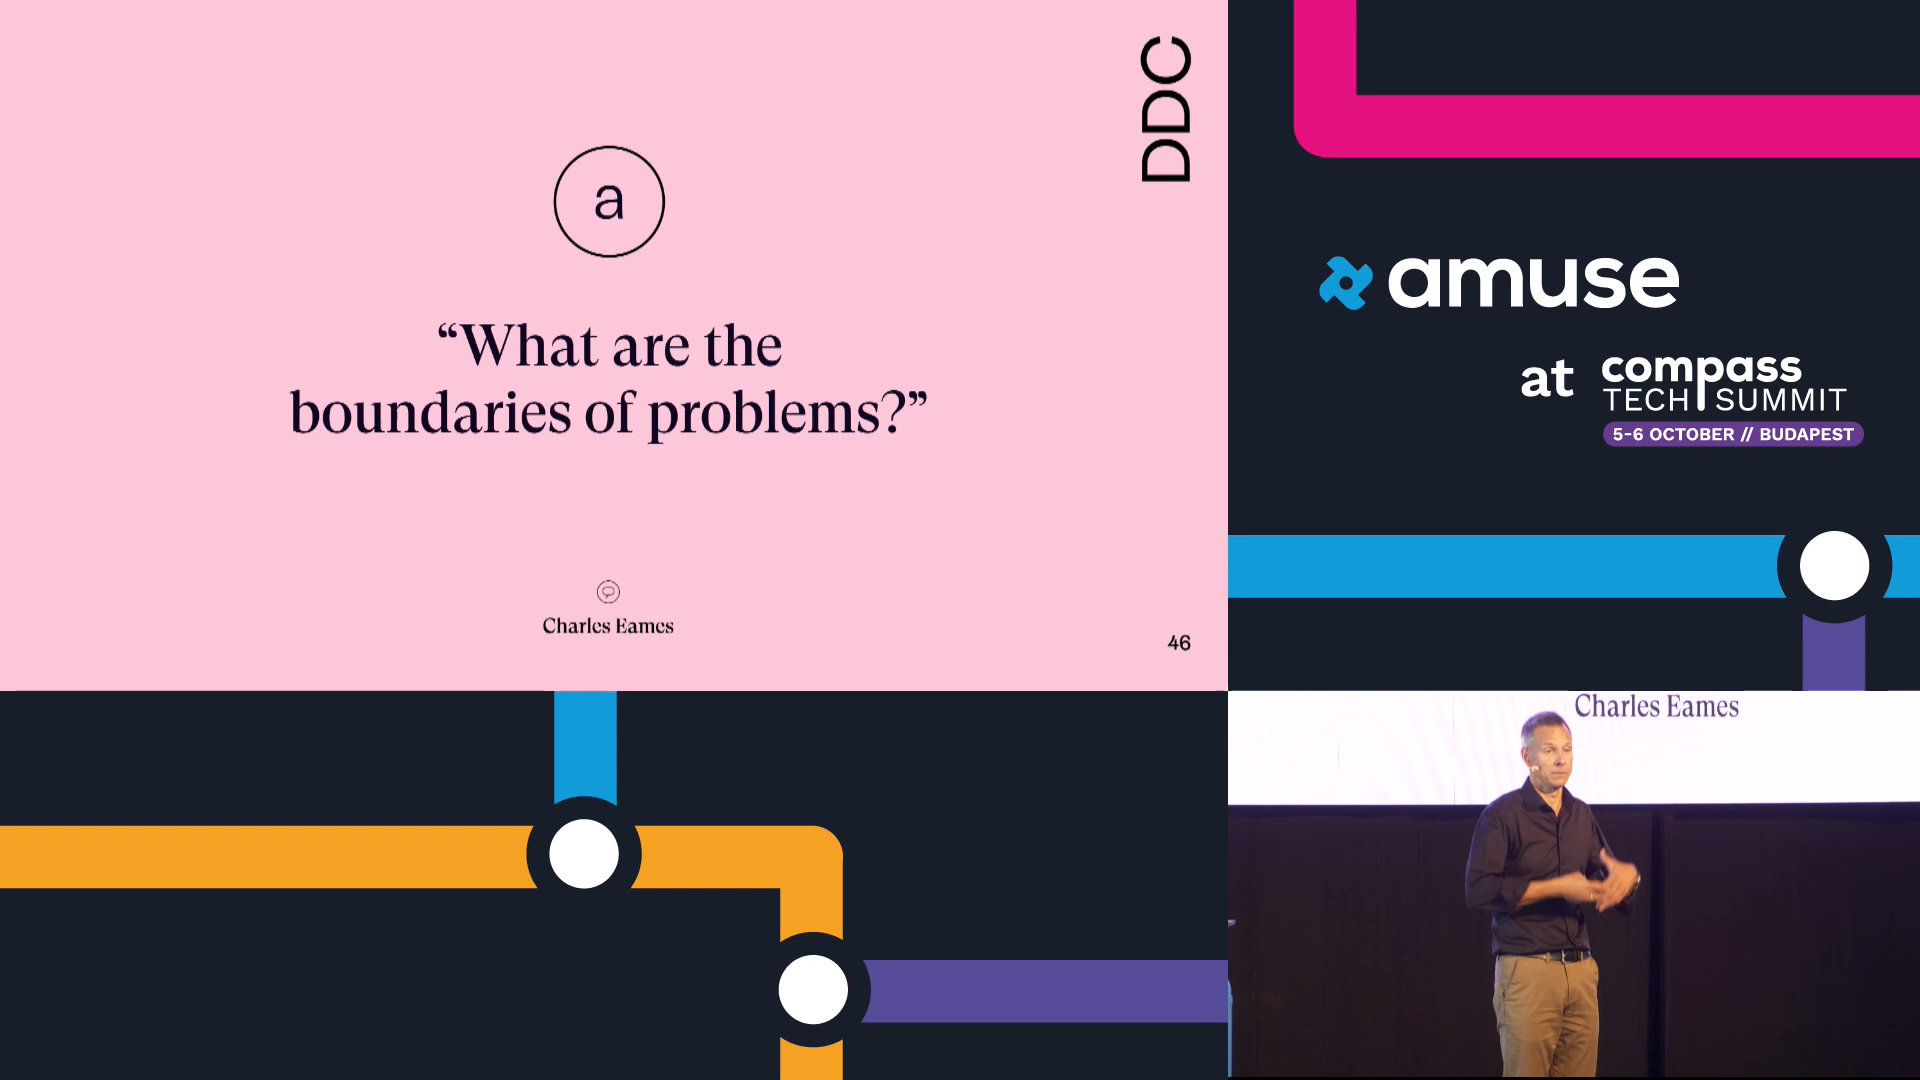 DDC
a
“What are the
boundaries of problems?”
Charles Eames
46
amuse
at
compass
TECH SUMMIT
5-6 OCTOBER // BUDAPEST
Charles Eames